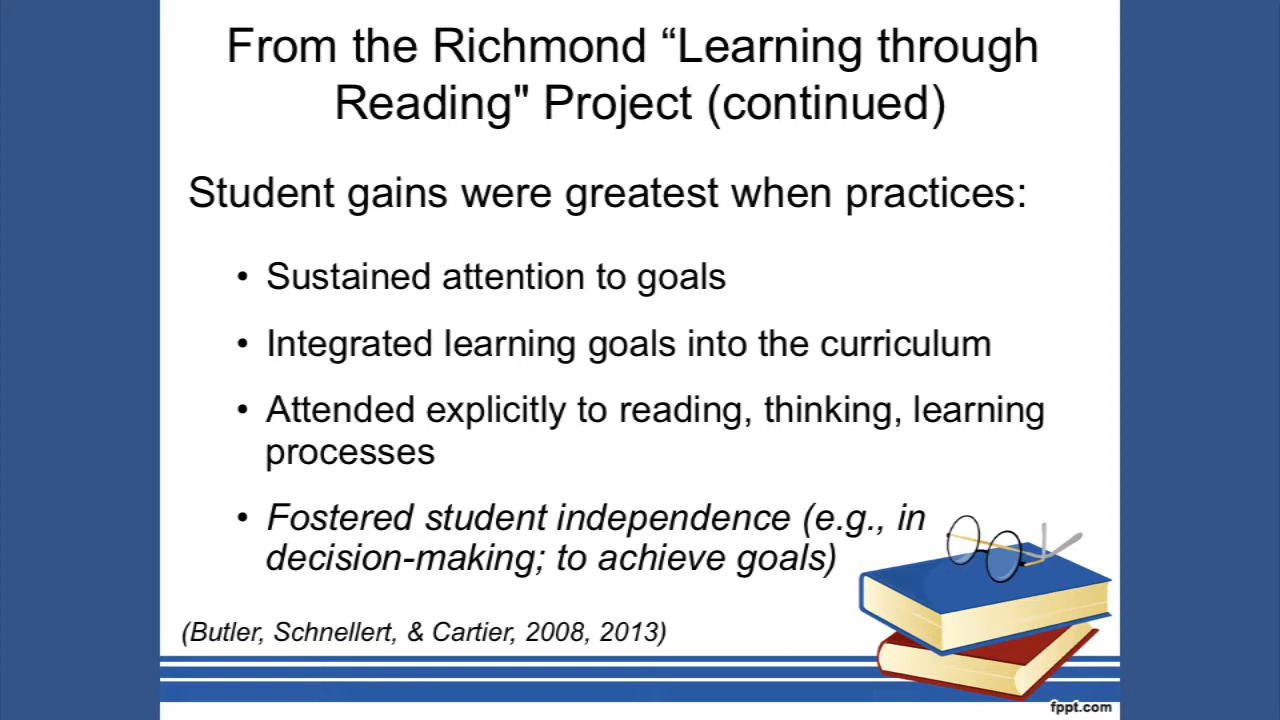 From the Richmond “Learning through
Reading" Project (continued)
Student gains were greatest when practices:
• Sustained attention to goals
• Integrated learning goals into the curriculum
• Attended explicitly to reading, thinking, learning
processes
• Fostered student independence (e.g., in
decision-making; to achieve goals)
(Butler, Schnellert, & Cartier, 2008, 2013)
fppt.com